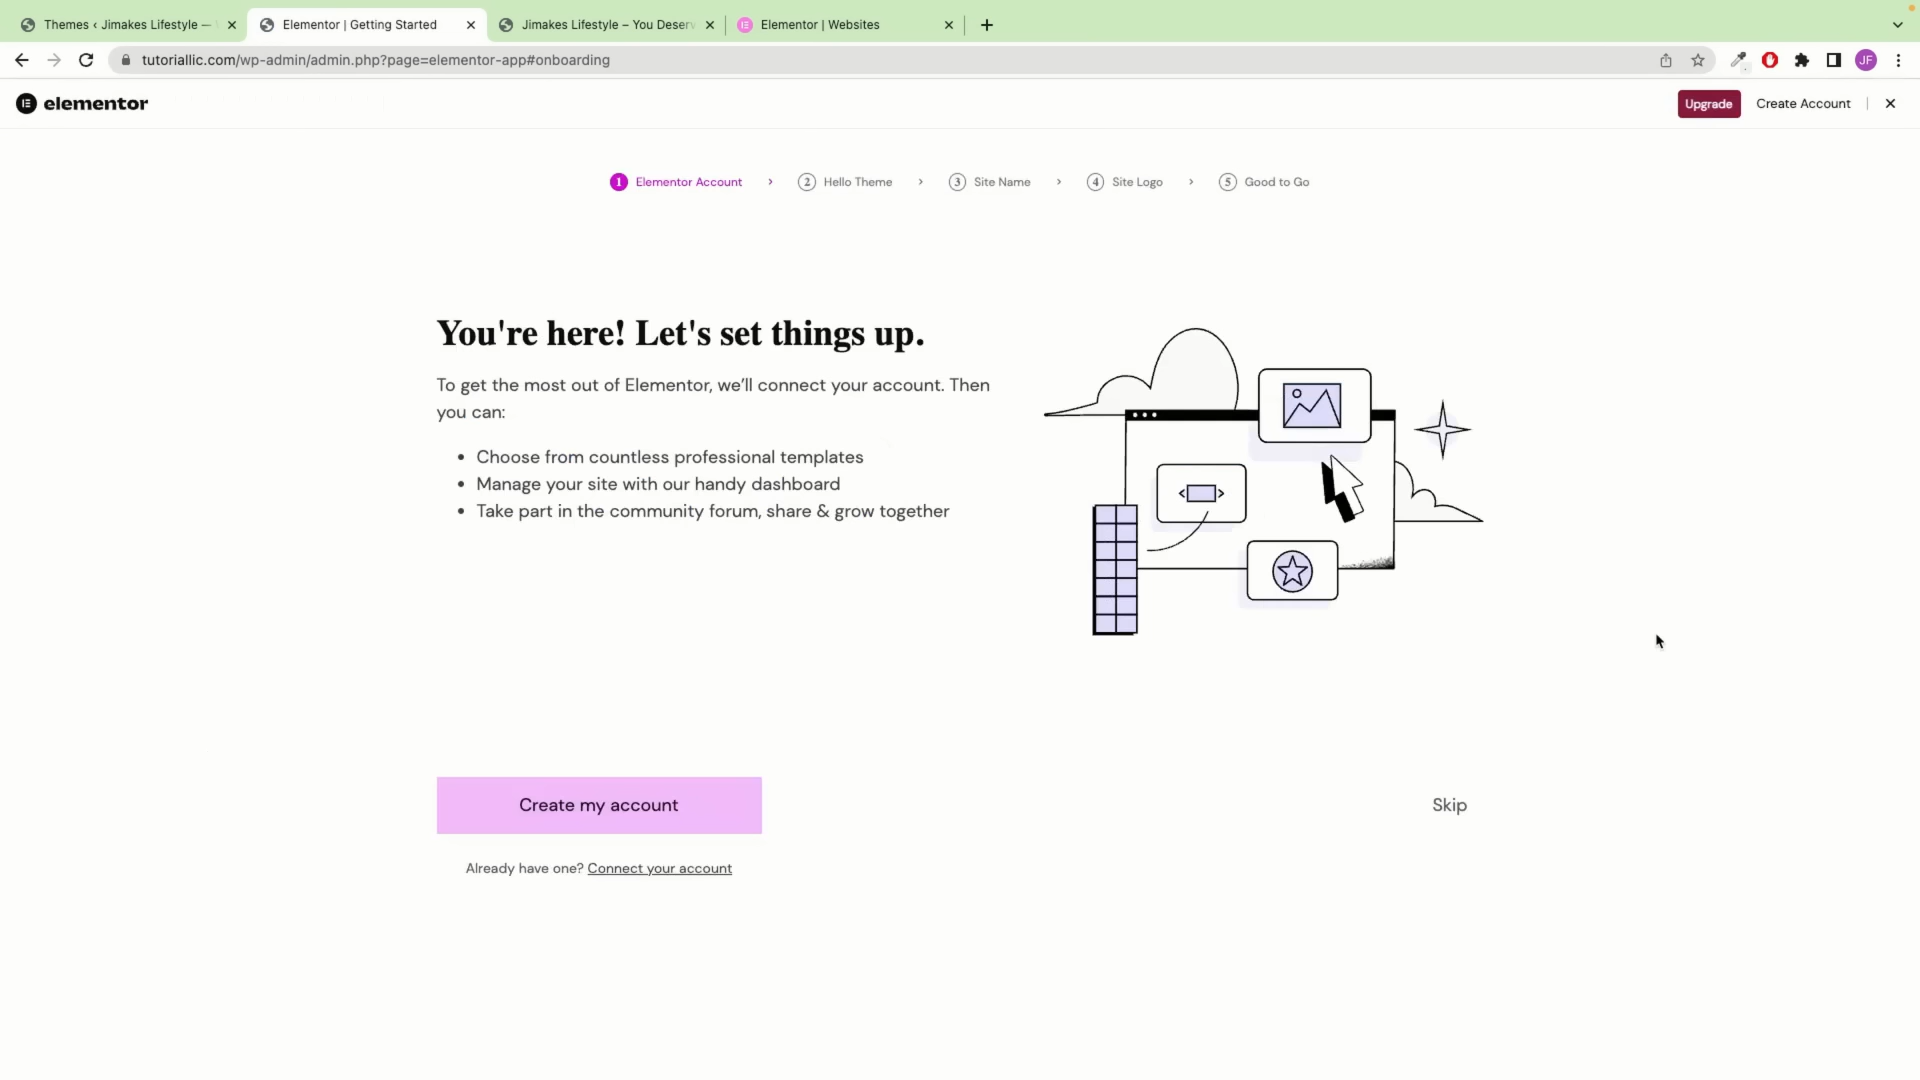 Themes ‹ Jimakes Lifestyle —
Elementor | Getting Started
Jimakes Lifestyle – You Deserv
Elementor | Websites
tutoriallic.com/wp-admin/admin.php?page=elementor-app#onboarding
JF
elementor
Upgrade
Create Account
1 Elementor Account
2 Hello Theme
3 Site Name
4 Site Logo
5 Good to Go
You're here! Let's set things up.
To get the most out of Elementor, we’ll connect your account. Then
you can:
• Choose from countless professional templates
• Manage your site with our handy dashboard
• Take part in the community forum, share & grow together
Create my account
Skip
Already have one? Connect your account